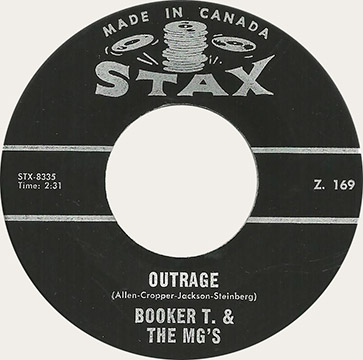 MADE IN CANADA
STAX
STX-8335
Time: 2:31
Z. 169
OUTRAGE
(Allen-Cropper-Jackson-Steinberg)
BOOKER T. &
THE MG'S